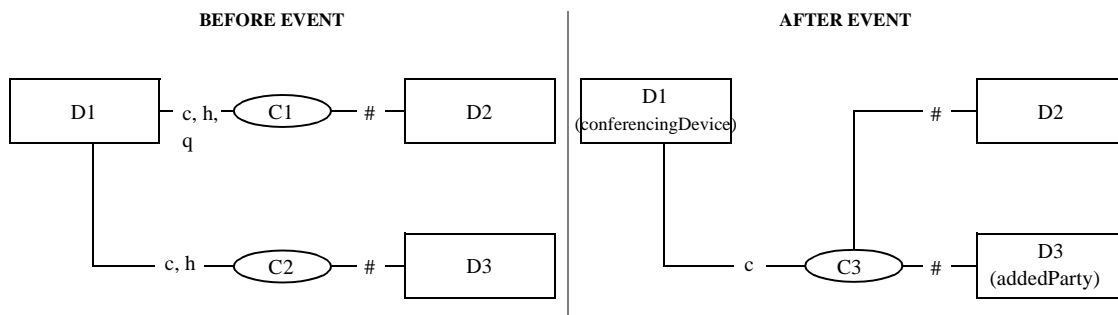 BEFORE EVENT
AFTER EVENT
D1
c, h,
q
C1
#
D2
c, h
C2
#
D3
D1
(conferencingDevice)
#
D2
c
C3
#
D3
(addedParty)